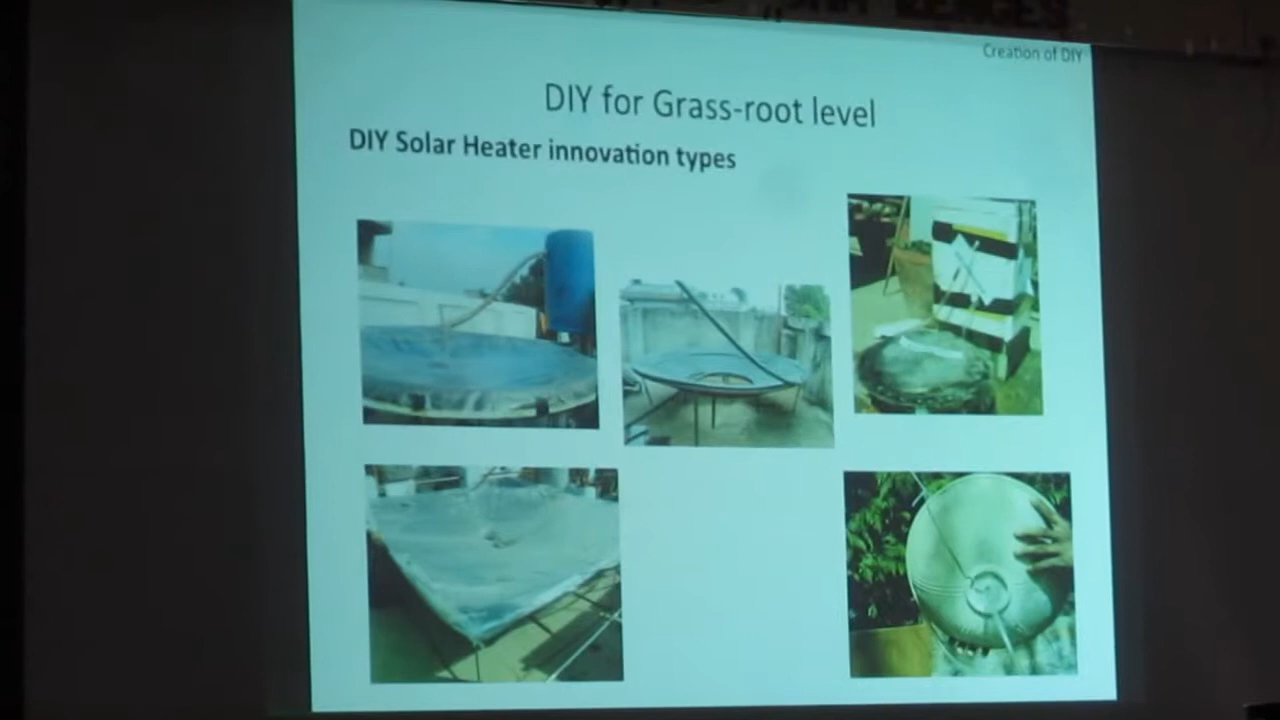 Creation of DIY
DIY for Grass-root level
DIY Solar Heater innovation types